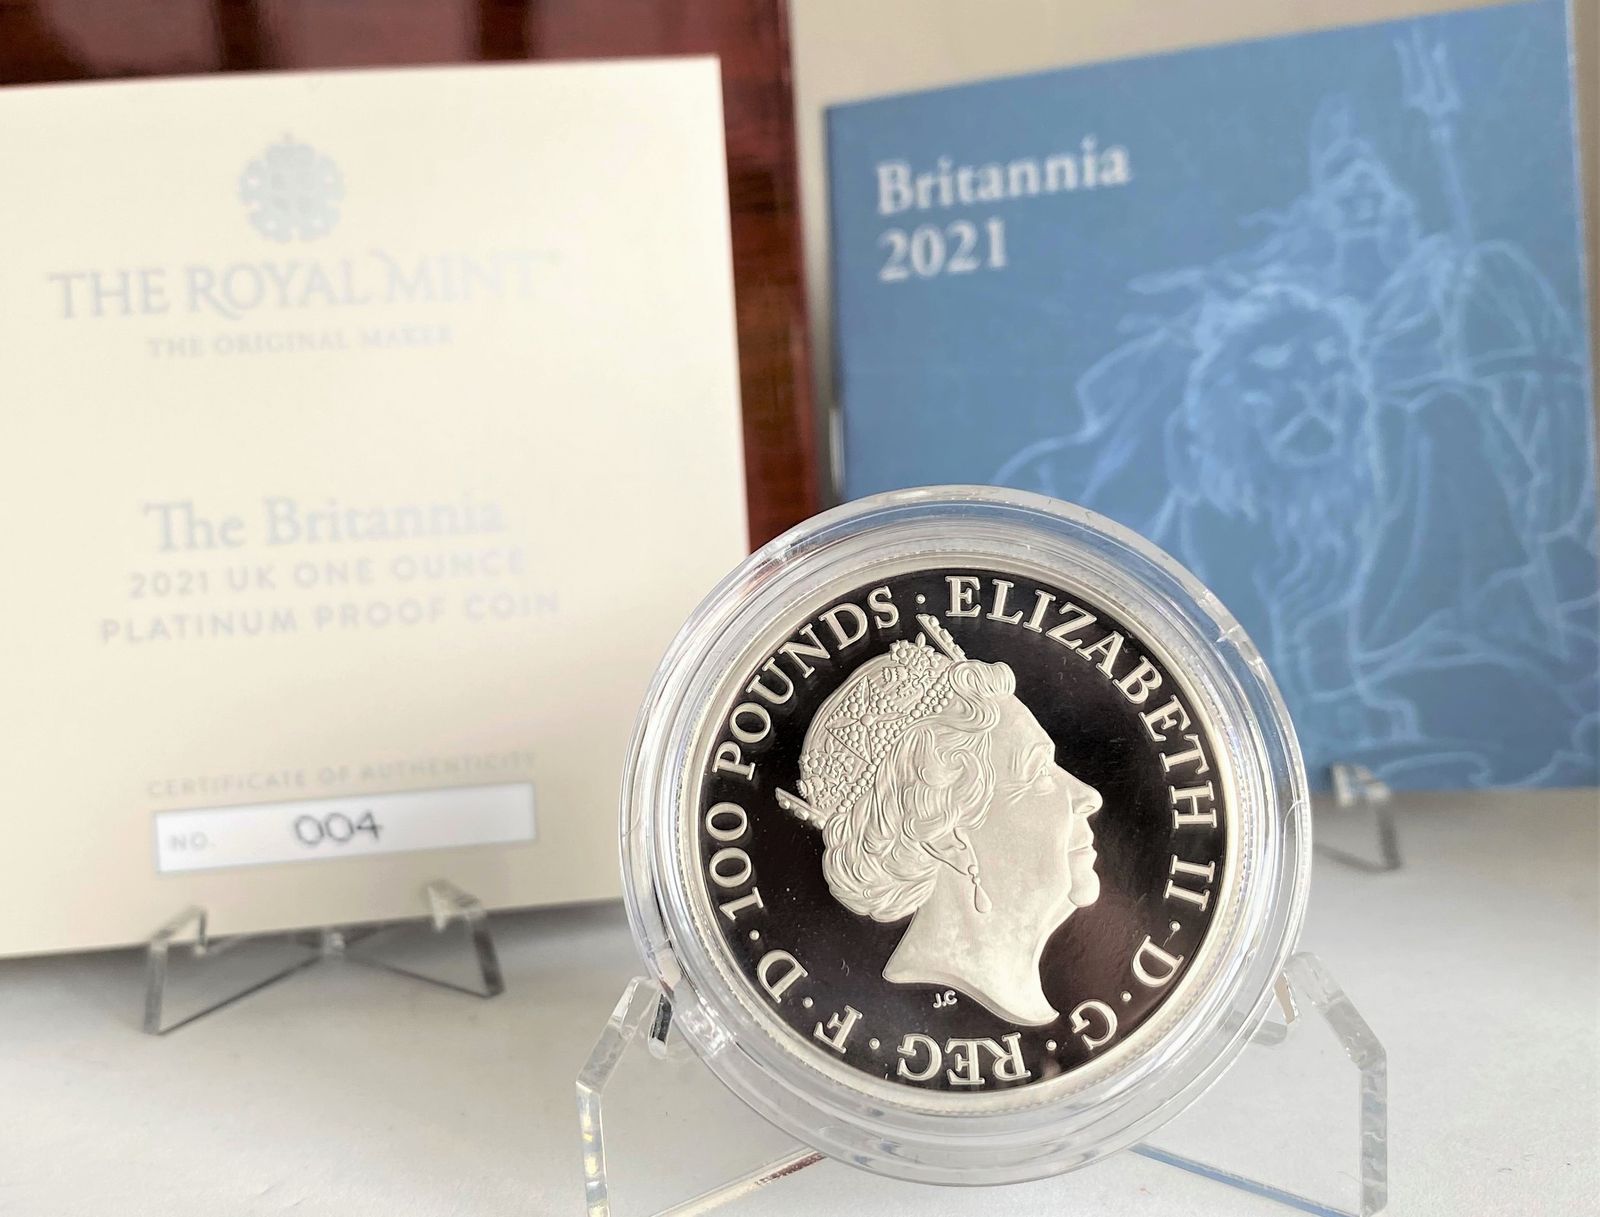 THE ROYAL MINT
THE ORIGINAL MAKER
The Britannia
2021 UK ONE OUNCE
PLATINUM PROOF COIN
CERTIFICATE OF AUTHENTICITY
NO. 004
Britannia
2021
ELIZABETH II · D · G · REG · F · D · 100 POUNDS ·
J.C